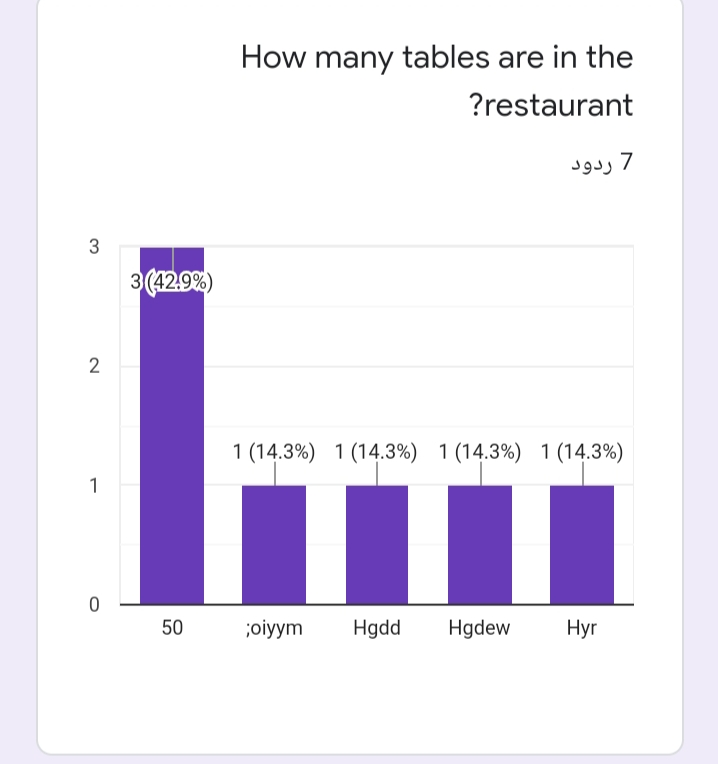 How many tables are in the
?restaurant
7 ردود
3
3 (42.9%)
2
1 (14.3%) 1 (14.3%) 1 (14.3%) 1 (14.3%)
1
0
50 ;oiyym Hgdd Hgdew Hyr